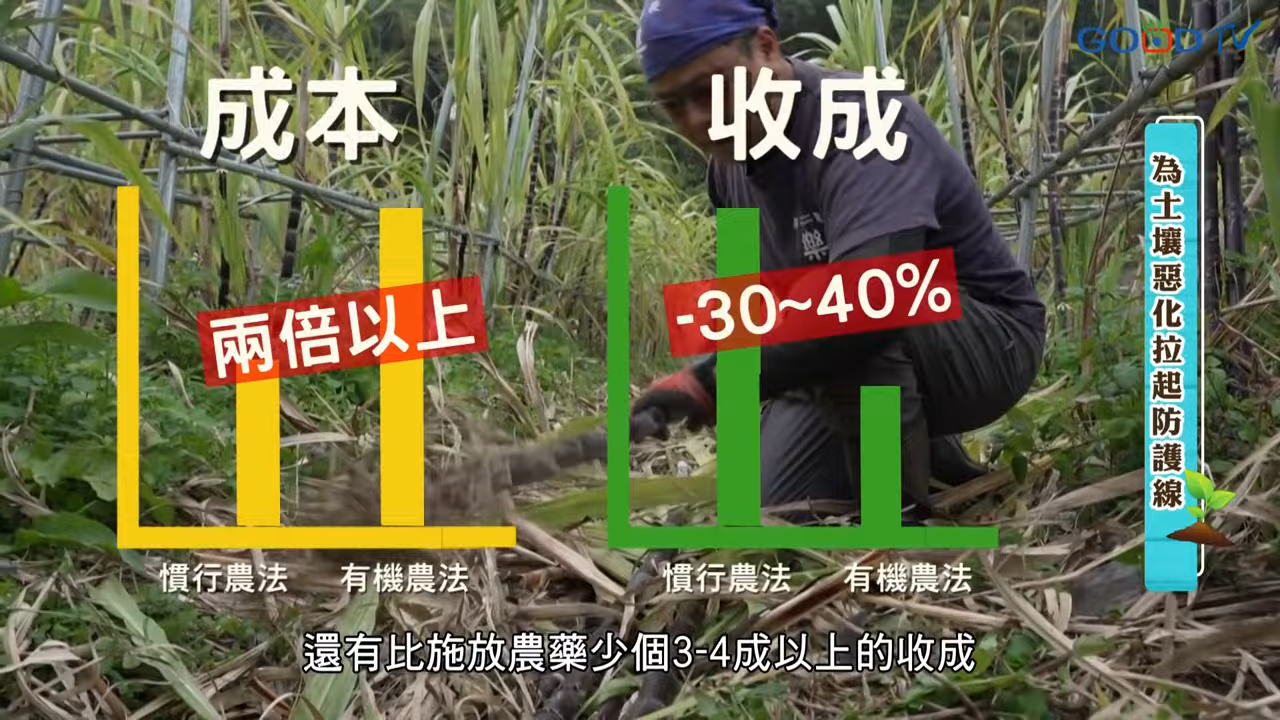 GOOD TV
成本
收成
為土壤惡化拉起防護線
兩倍以上
-30~40%
慣行農法
有機農法
慣行農法
有機農法
還有比施放農藥少個3-4成以上的收成